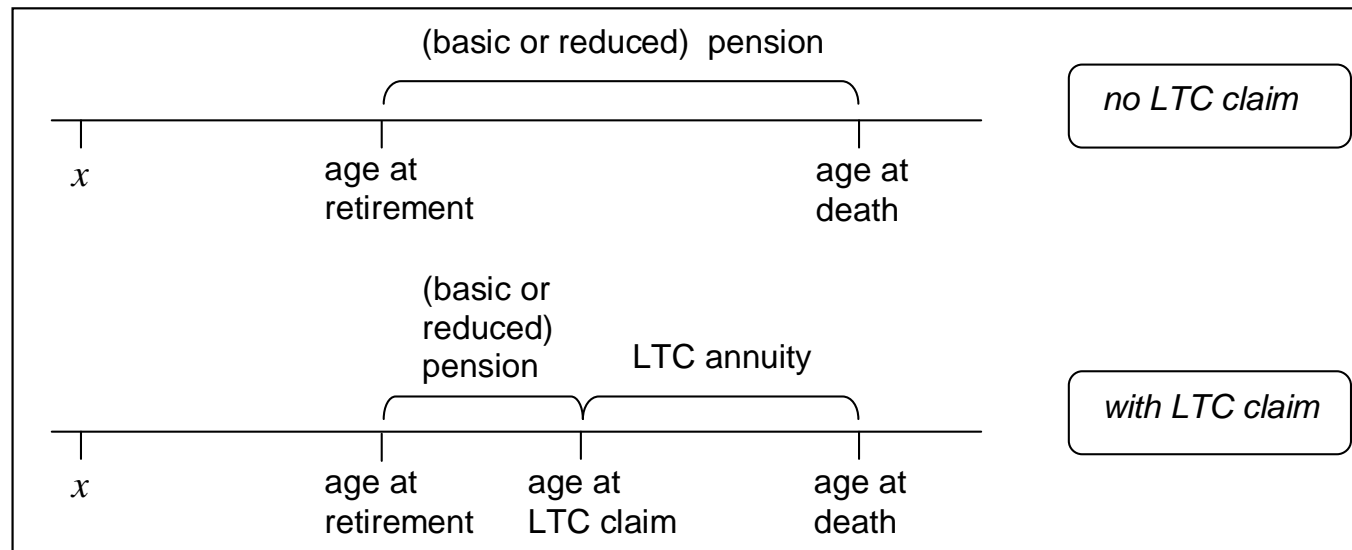 (basic or reduced) pension
no LTC claim
x
age at
retirement
age at
death
(basic or
reduced)
pension
LTC annuity
with LTC claim
x
age at
retirement
age at
LTC claim
age at
death